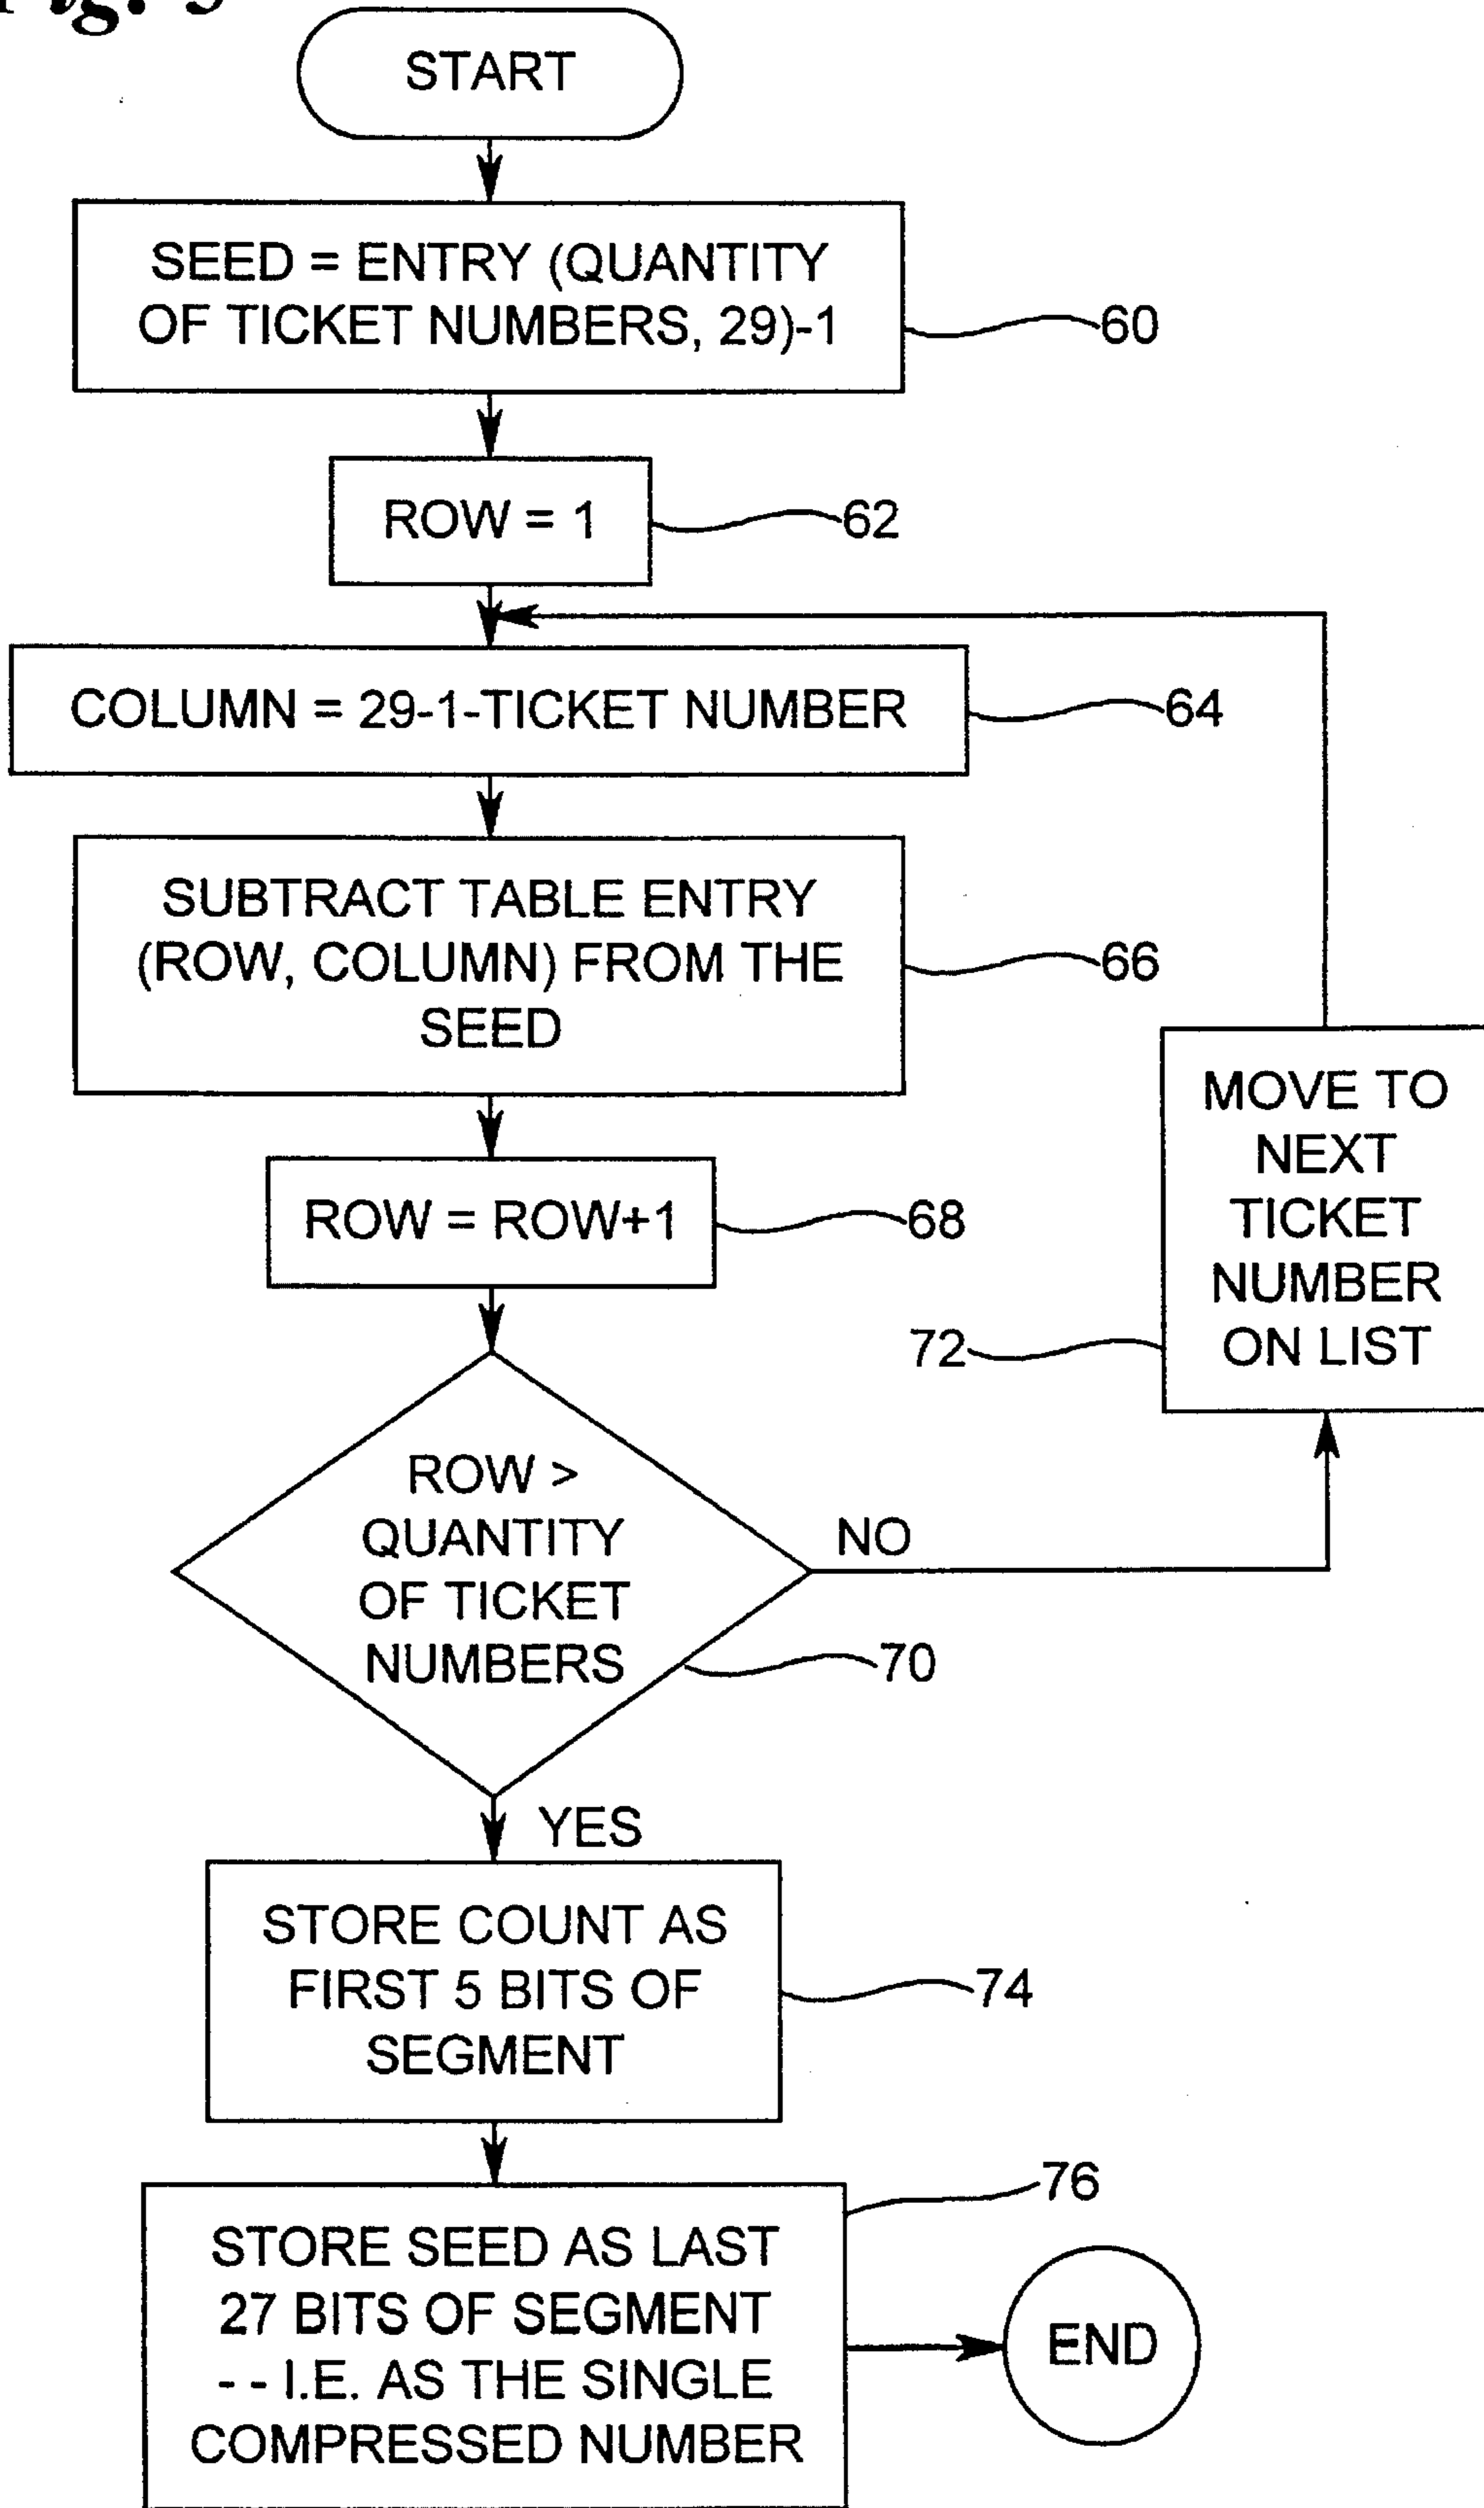 START
SEED = ENTRY (QUANTITY
OF TICKET NUMBERS, 29)-1
60
ROW = 1
62
COLUMN = 29-1-TICKET NUMBER
64
SUBTRACT TABLE ENTRY
(ROW, COLUMN) FROM THE
SEED
66
ROW = ROW+1
68
MOVE TO
NEXT
TICKET
NUMBER
ON LIST
72
ROW >
QUANTITY
OF TICKET
NUMBERS
NO
70
YES
STORE COUNT AS
FIRST 5 BITS OF
SEGMENT
74
STORE SEED AS LAST
27 BITS OF SEGMENT
- - I.E. AS THE SINGLE
COMPRESSED NUMBER
76
END